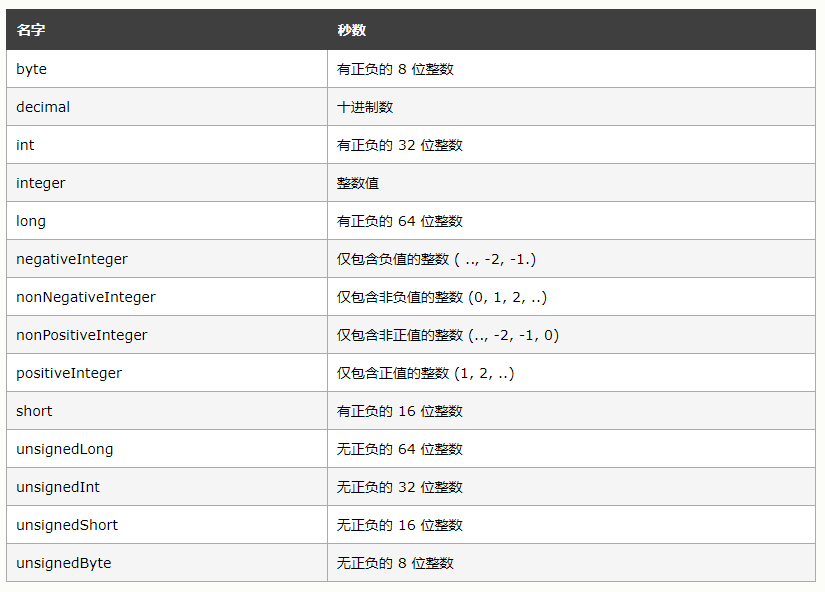 名字 秒数
byte 有正负的 8 位整数
decimal 十进制数
int 有正负的 32 位整数
integer 整数值
long 有正负的 64 位整数
negativeInteger 仅包含负值的整数 ( .., -2, -1.)
nonNegativeInteger 仅包含非负值的整数 (0, 1, 2, ..)
nonPositiveInteger 仅包含非正值的整数 (.., -2, -1, 0)
positiveInteger 仅包含正值的整数 (1, 2, ..)
short 有正负的 16 位整数
unsignedLong 无正负的 64 位整数
unsignedInt 无正负的 32 位整数
unsignedShort 无正负的 16 位整数
unsignedByte 无正负的 8 位整数